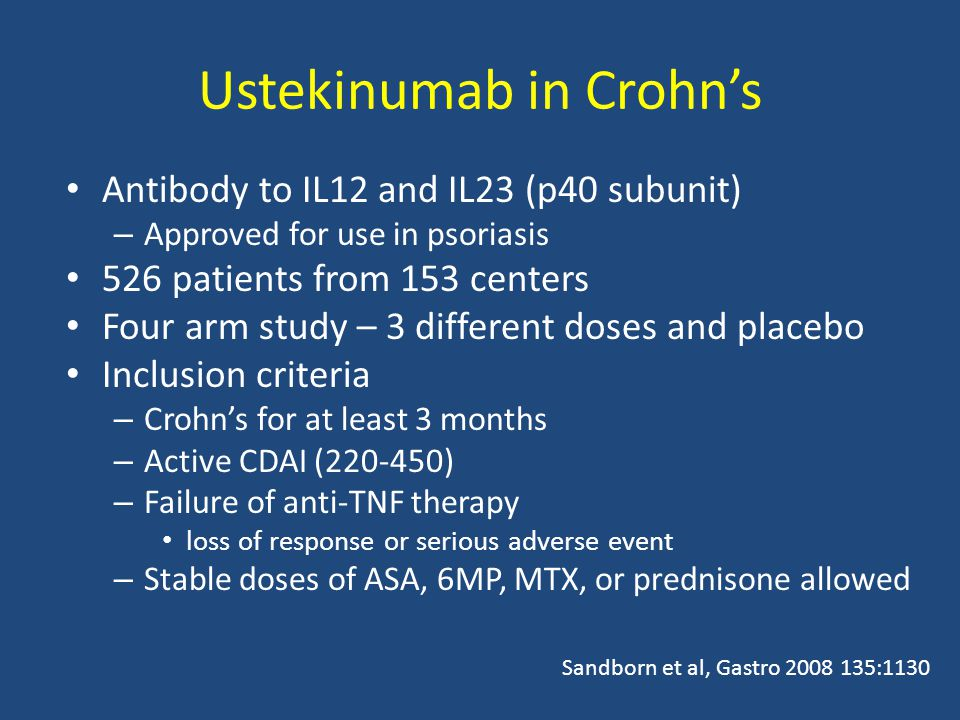 Ustekinumab in Crohn’s
• Antibody to IL12 and IL23 (p40 subunit)
– Approved for use in psoriasis
• 526 patients from 153 centers
• Four arm study – 3 different doses and placebo
• Inclusion criteria
– Crohn’s for at least 3 months
– Active CDAI (220-450)
– Failure of anti-TNF therapy
• loss of response or serious adverse event
– Stable doses of ASA, 6MP, MTX, or prednisone allowed
Sandborn et al, Gastro 2008 135:1130